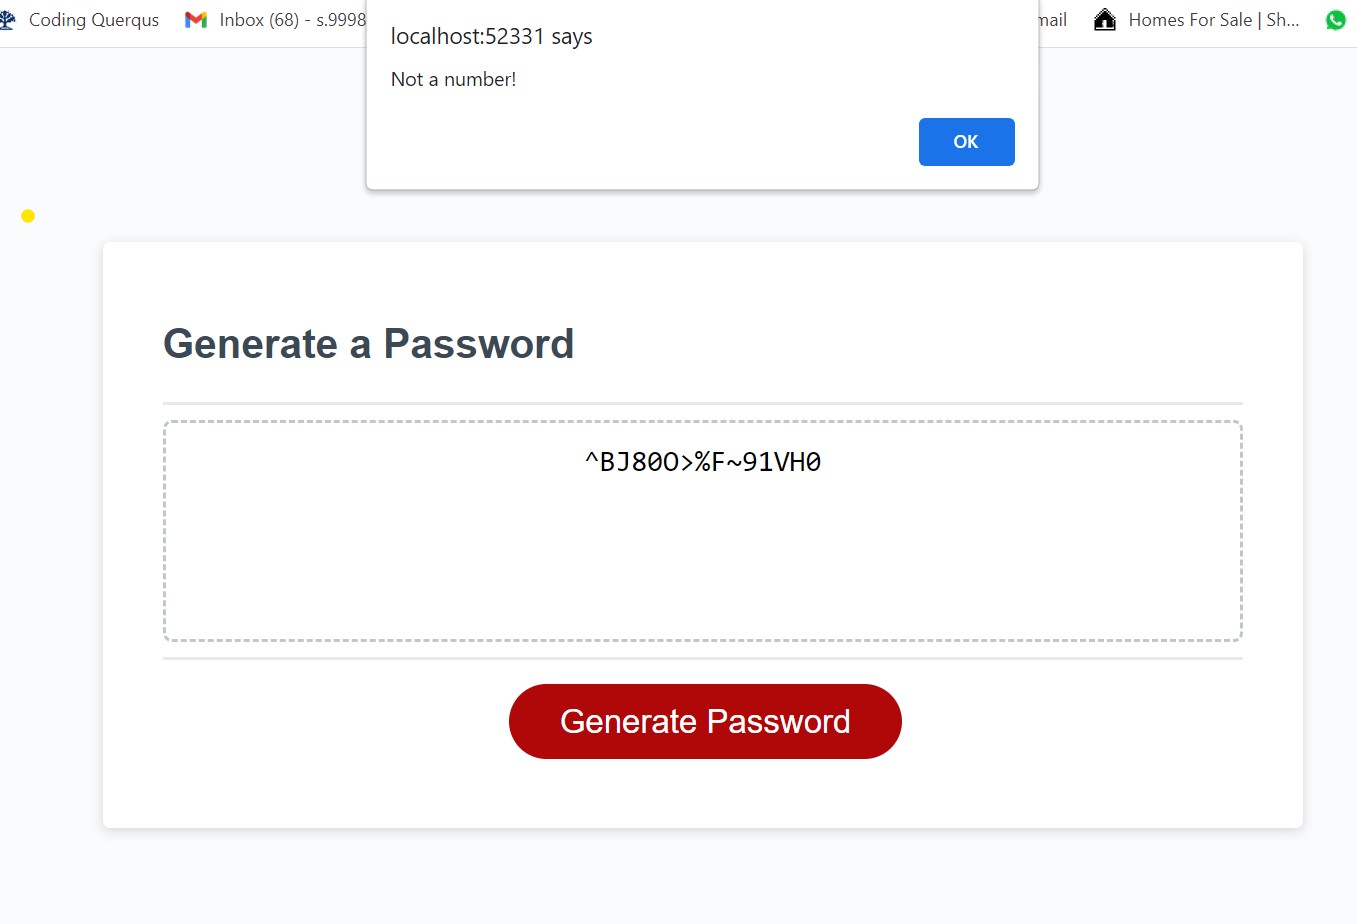 Coding Querqus
Inbox (68) - s.9998
mail
Homes For Sale | Sh...
localhost:52331 says
Not a number!
OK
Generate a Password
^BJ80O>%F~91VH0
Generate Password